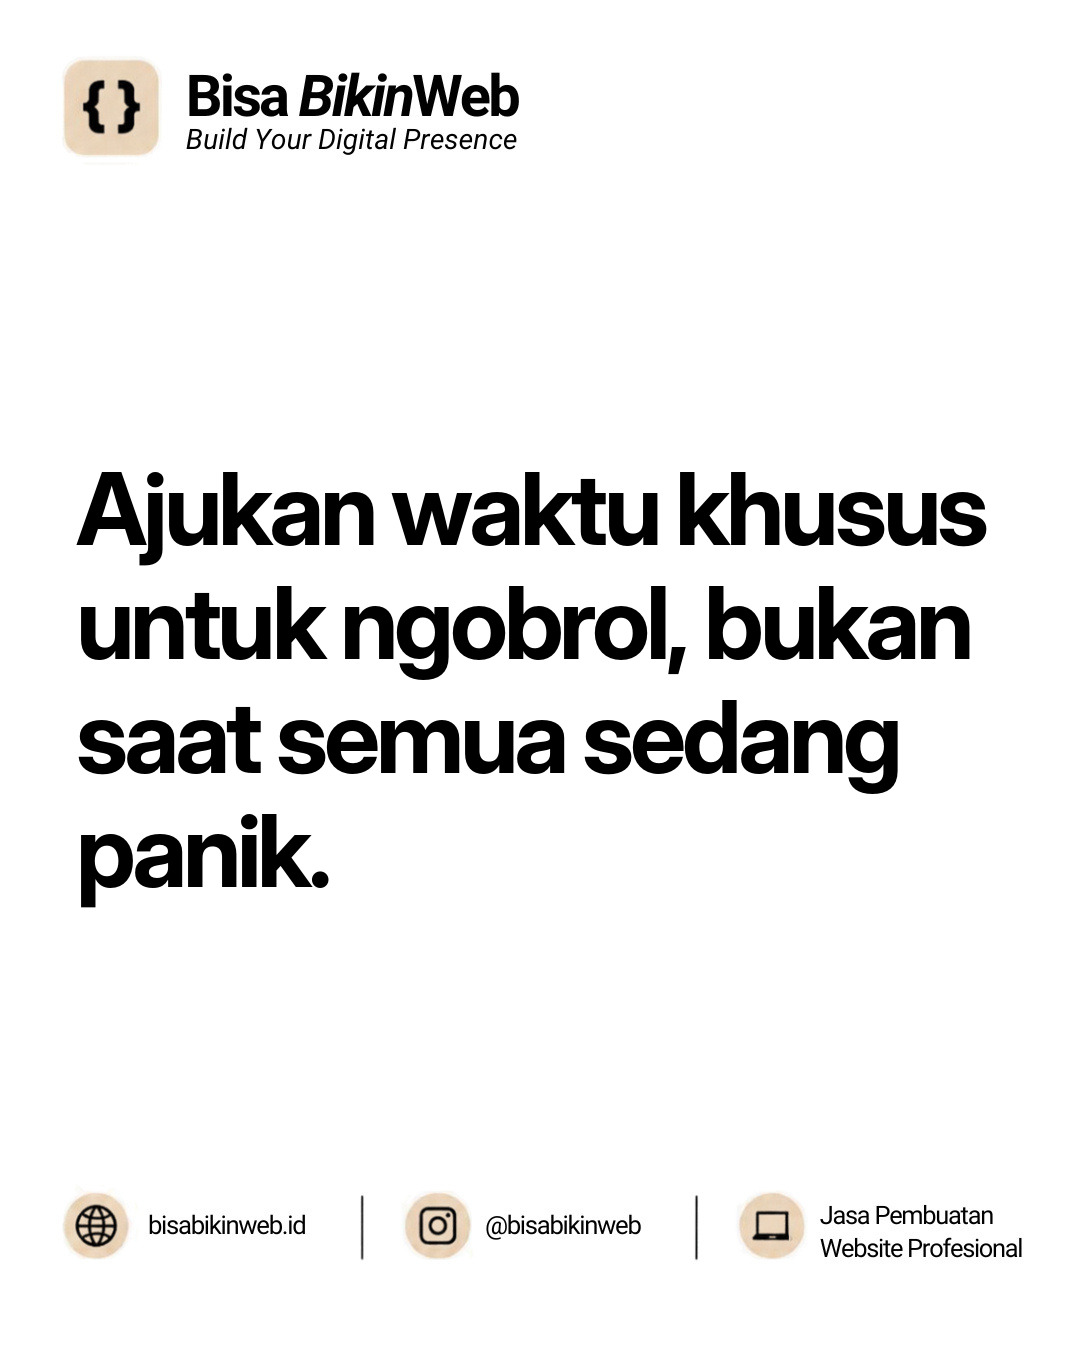 { }
Bisa BikinWeb
Build Your Digital Presence
Ajukan waktu khusus
untuk ngobrol, bukan
saat semua sedang
panik.
bisabikinweb.id
@bisabikinweb
Jasa Pembuatan
Website Profesional